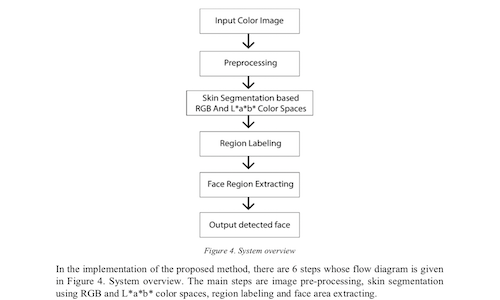 Input Color Image
Preprocessing
Skin Segmentation based
RGB And L*a*b* Color Spaces
Region Labeling
Face Region Extracting
Output detected face
Figure 4. System overview
In the implementation of the proposed method, there are 6 steps whose flow diagram is given
in Figure 4. System overview. The main steps are image pre-processing, skin segmentation
using RGB and L*a*b* color spaces, region labeling and face area extracting.